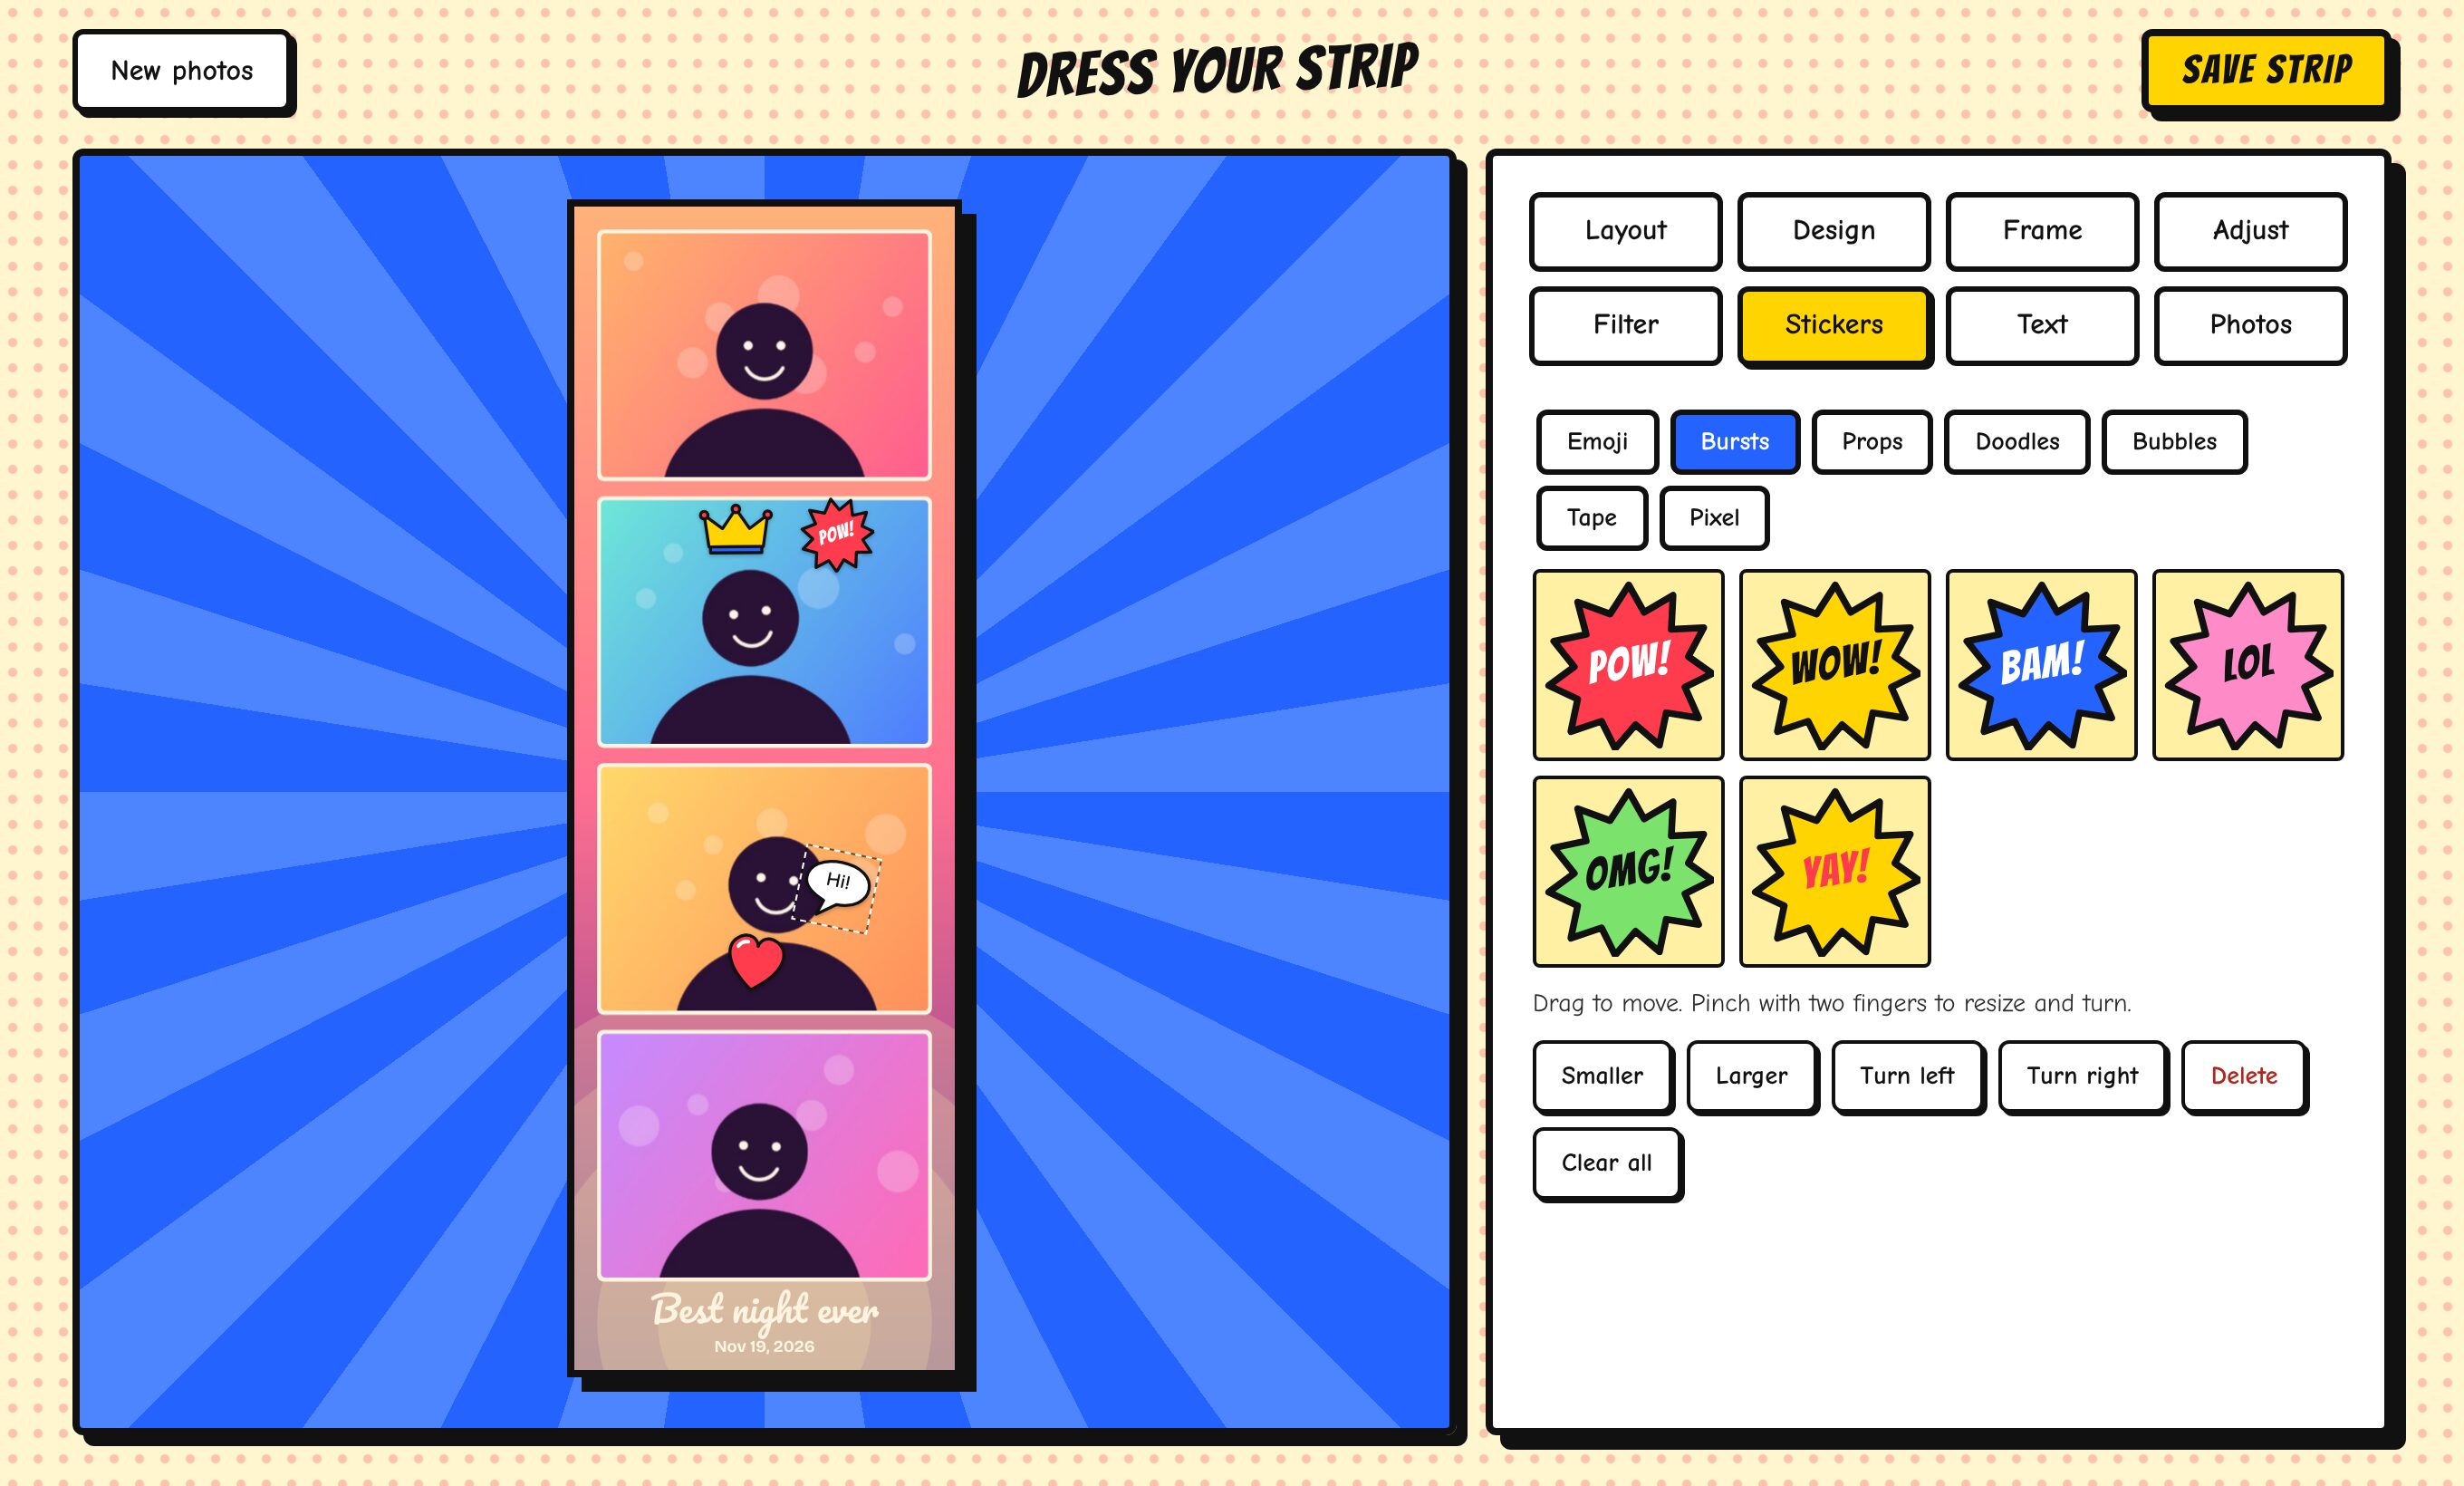 New photos
DRESS YOUR STRIP
SAVE STRIP
Layout
Design
Frame
Adjust
Filter
Stickers
Text
Photos
Emoji
Bursts
Props
Doodles
Bubbles
Tape
Pixel
POW!
WOW!
BAM!
LOL
OMG!
YAY!
Drag to move. Pinch with two fingers to resize and turn.
Smaller
Larger
Turn left
Turn right
Delete
Clear all
POW!
Hi!
Best night ever
Nov 19, 2026